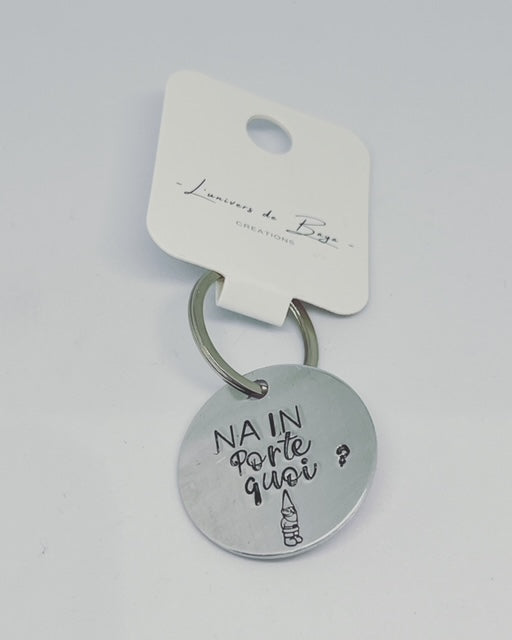 - L'univers de Baya -
CREATIONS
NA IN
Porte
quoi ?